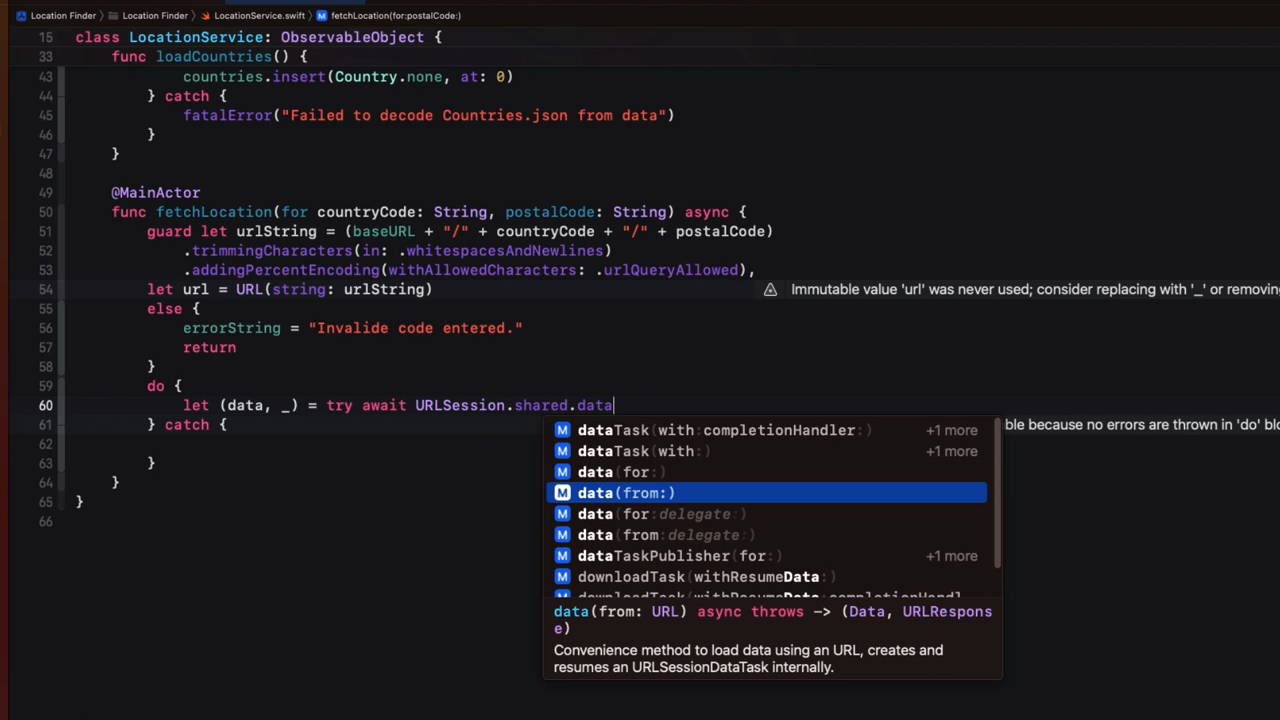 Location Finder 〉 Location Finder 〉 LocationService.swift 〉 M fetchLocation(for:postalCode:)
15 class LocationService: ObservableObject {
33 func loadCountries() {
43 countries.insert(Country.none, at: 0)
44 } catch {
45 fatalError("Failed to decode Countries.json from data")
46 }
47 }
48
49 @MainActor
50 func fetchLocation(for countryCode: String, postalCode: String) async {
51 guard let urlString = (baseURL + "/" + countryCode + "/" + postalCode)
52 .trimmingCharacters(in: .whitespacesAndNewlines)
53 .addingPercentEncoding(withAllowedCharacters: .urlQueryAllowed),
54 let url = URL(string: urlString) Immutable value 'url' was never used; consider replacing with '_' or removing
55 else {
56 errorString = "Invalide code entered."
57 return
58 }
59 do {
60 let (data, _) = try await URLSession.shared.data
61 } catch { ble because no errors are thrown in 'do' blo
62
63 }
64 }
65 }
66
M dataTask(with:completionHandler:) +1 more
M dataTask(with:) +1 more
M data(for:)
M data(from:)
M data(for:delegate:)
M data(from:delegate:)
M dataTaskPublisher(for:) +1 more
M downloadTask(withResumeData:)
M downloadTask(withResumeData:completionHandl
data(from: URL) async throws -> (Data, URLRespons
e)
Convenience method to load data using an URL, creates and
resumes an URLSessionDataTask internally.